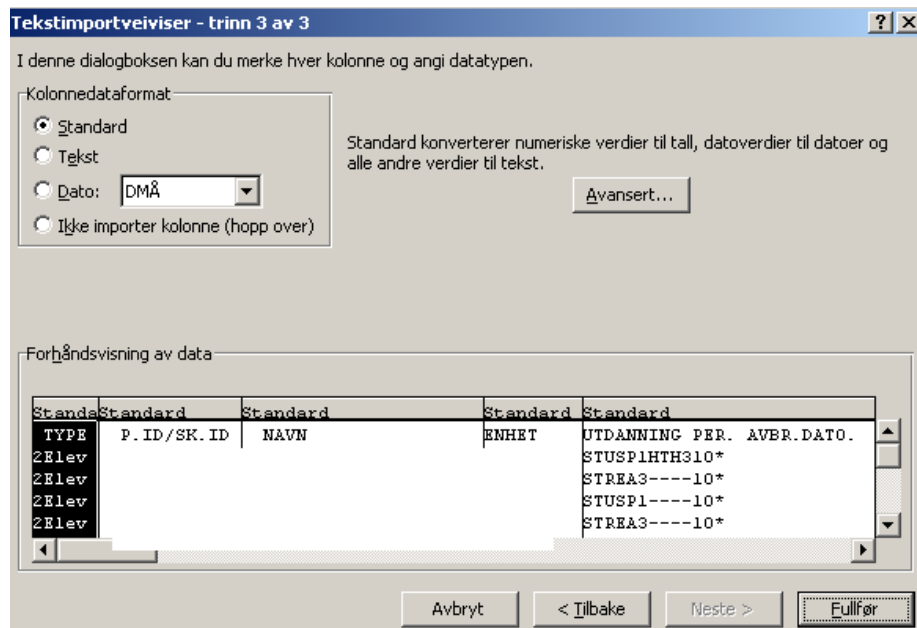 Tekstimportveiviser - trinn 3 av 3
I denne dialogboksen kan du merke hver kolonne og angi datatypen.
Kolonnedataformat
Standard
Tekst
Dato: DMÅ
Ikke importer kolonne (hopp over)
Standard konverterer numeriske verdier til tall, datoverdier til datoer og
alle andre verdier til tekst.
Avansert...
Forhåndsvisning av data
Standa Standard Standard Standard Standard
TYPE P.ID/SK.ID NAVN ENHET UTDANNING PER. AVBR.DATO.
2Elev STUSP1HTH310*
2Elev STREA3----10*
2Elev STUSP1----10*
2Elev STREA3----10*
Avbryt < Tilbake Neste > Fullfør